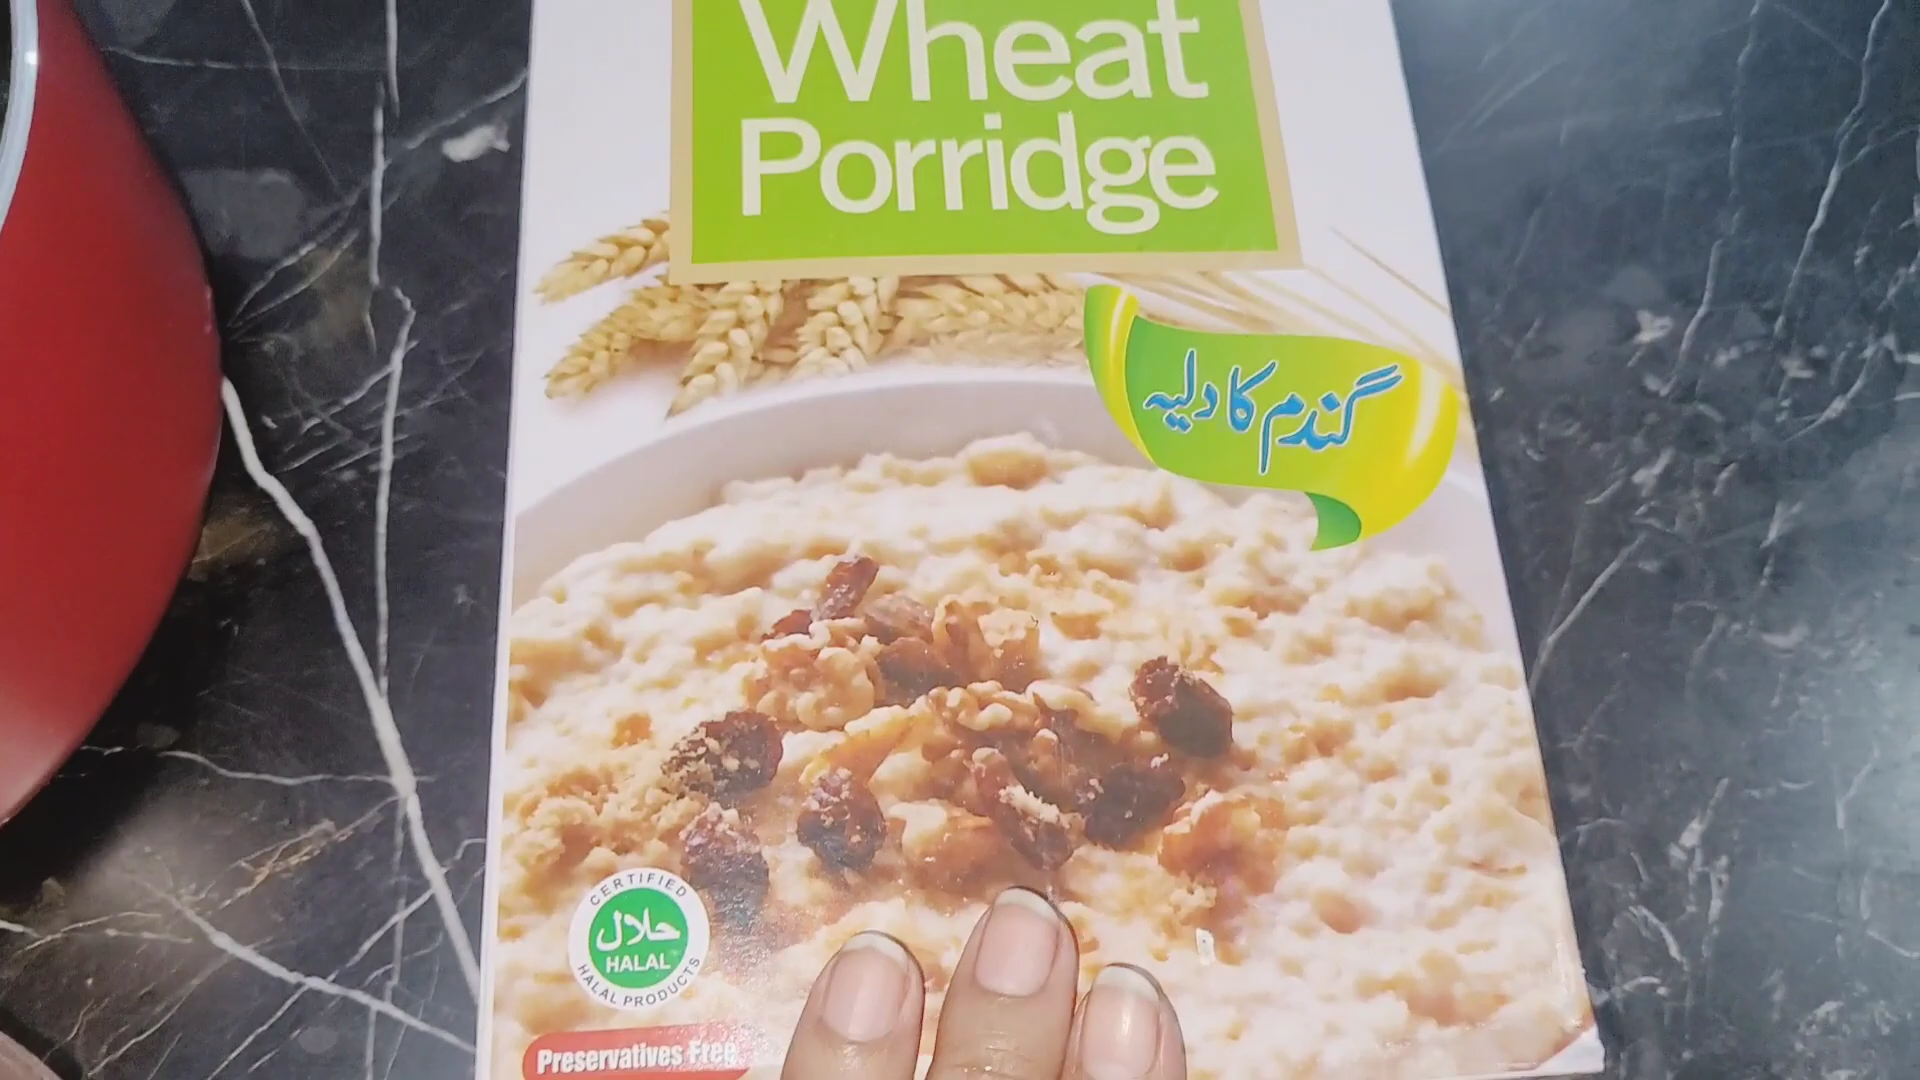 Wheat
Porridge
گندم کا دلیہ
CERTIFIED
حلال
HALAL
HALAL PRODUCTS
Preservatives Free